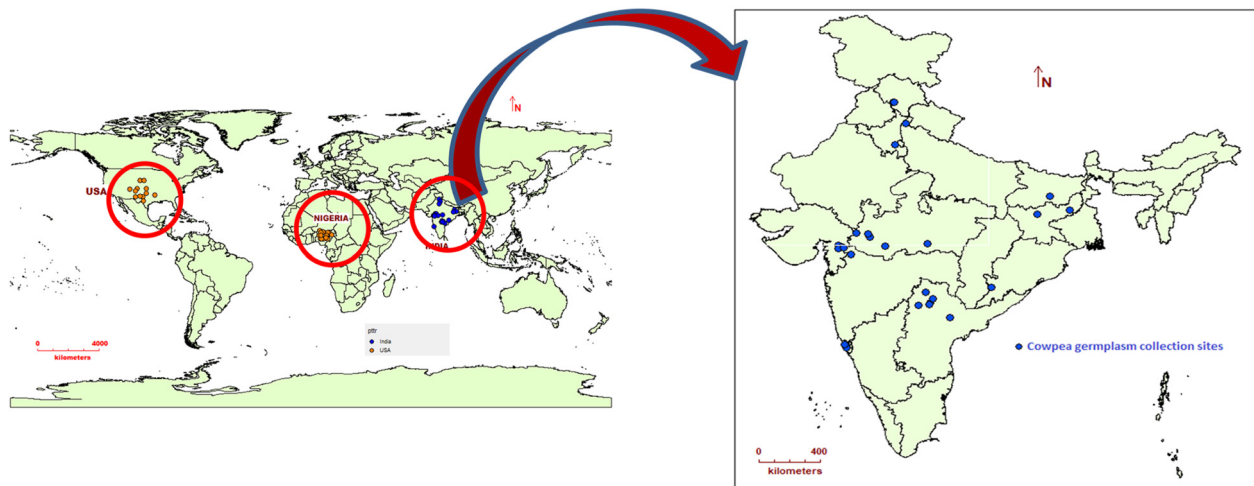 ↑N
USA
NIGERIA
INDIA
pttr
India
USA
0 4000
kilometers
↑N
Cowpea germplasm collection sites
0 400
kilometers